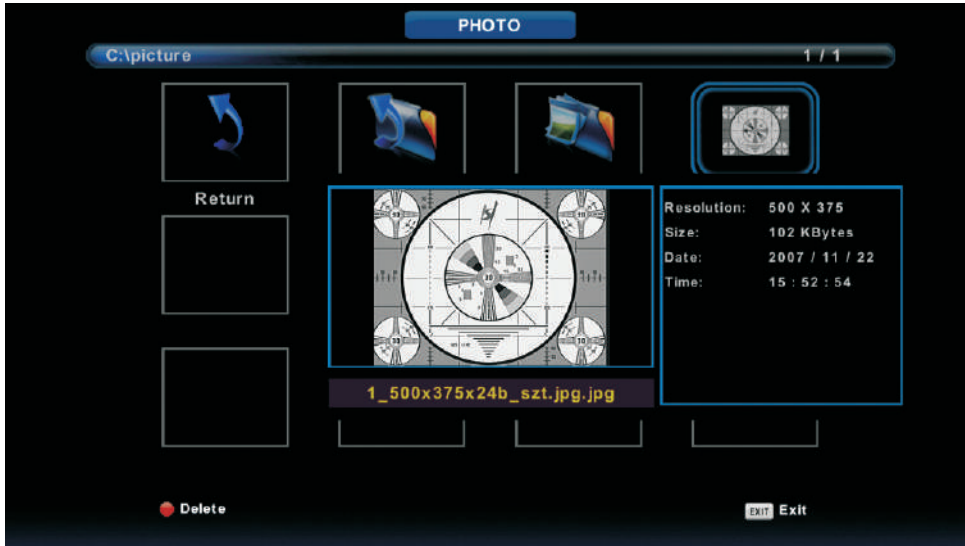 PHOTO
C:\picture
1 / 1
Return
Resolution: 500 X 375
Size: 102 KBytes
Date: 2007 / 11 / 22
Time: 15 : 52 : 54
1_500x375x24b_szt.jpg.jpg
Delete
EXIT Exit